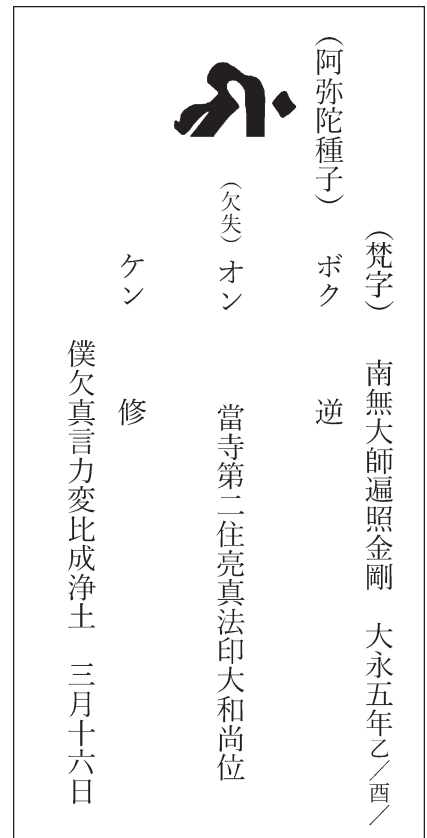 （梵字）　南無大師遍照金剛　大永五年乙／酉／
（阿弥陀種子）　ボク　逆
（欠失）オン　當寺第二住亮真法印大和尚位
ケン　修
僕欠真言力変比成浄土　三月十六日